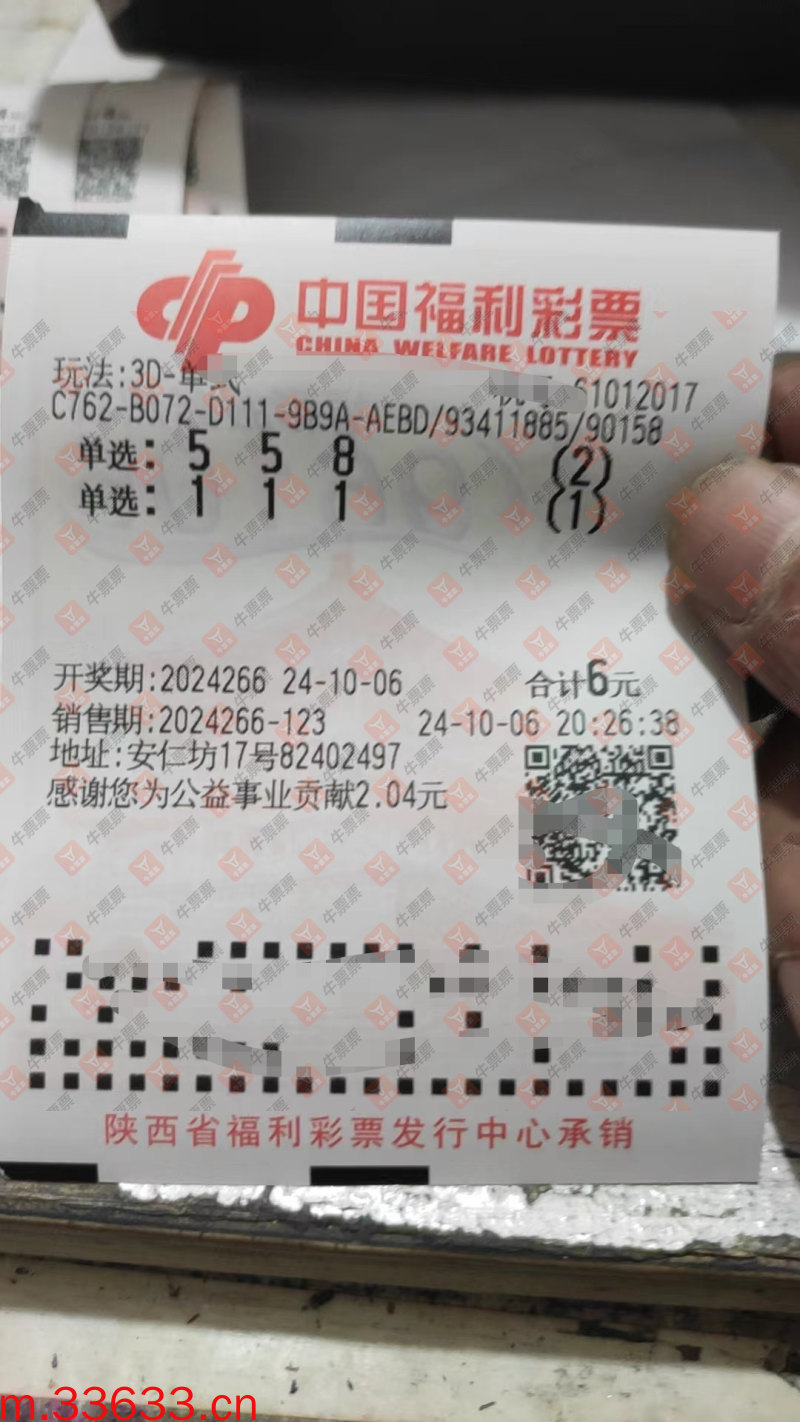 中国福利彩票
CHINA WELFARE LOTTERY
玩法:3D-单式
61012017
C762-B072-D111-9B9A-AEBD/93411885/90158
单选: 5 5 8 (2)
单选: 1 1 1 (1)
开奖期:2024266 24-10-06 合计6元
销售期:2024266-123 24-10-06 20:26:38
地址:安仁坊17号82402497
感谢您为公益事业贡献2.04元
陕西省福利彩票发行中心承销
牛票票
m.33633.cn